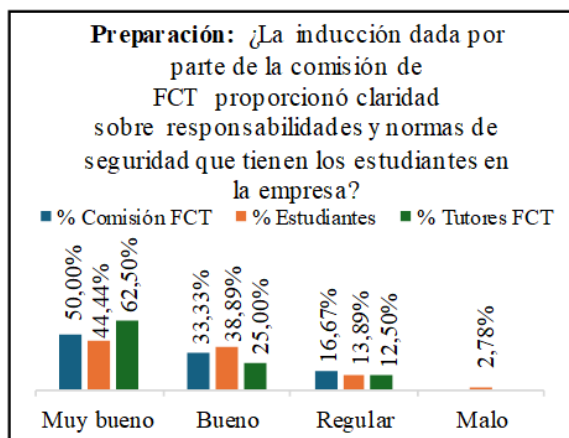 Preparación: ¿La inducción dada por
parte de la comisión de
FCT proporcionó claridad
sobre responsabilidades y normas de
seguridad que tienen los estudiantes en
la empresa?
% Comisión FCT % Estudiantes % Tutores FCT
50,00% 44,44% 62,50% 33,33% 38,89% 25,00% 16,67% 13,89% 12,50% 2,78%
Muy bueno Bueno Regular Malo